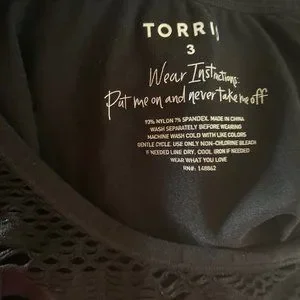 TORRI
3
Wear Instructions:
Put me on and never take me off
93% NYLON 7% SPANDEX. MADE IN CHINA
WASH SEPARATELY BEFORE WEARING
MACHINE WASH COLD WITH LIKE COLORS
GENTLE CYCLE. USE ONLY NON-CHLORINE BLEACH
IF NEEDED LINE DRY. COOL IRON IF NEEDED
WEAR WHAT YOU LOVE
RN#: 148862